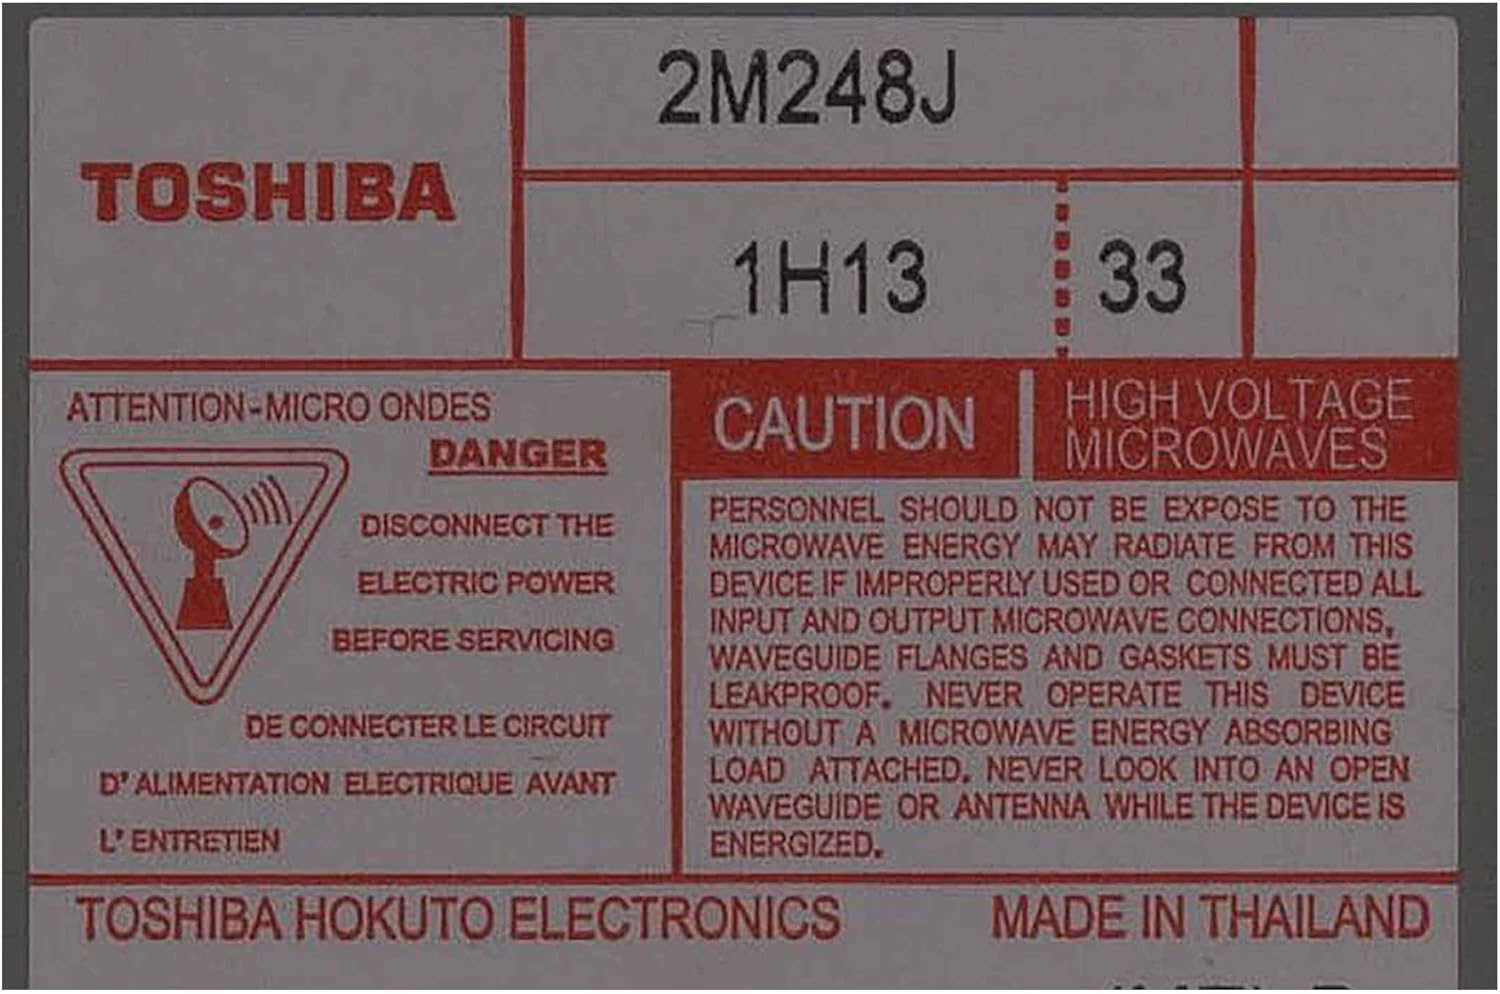 2M248J
TOSHIBA
1H13 33
ATTENTION-MICRO ONDES
DANGER
DISCONNECT THE
ELECTRIC POWER
BEFORE SERVICING
DE CONNECTER LE CIRCUIT
D' ALIMENTATION ELECTRIQUE AVANT
L' ENTRETIEN
CAUTION
HIGH VOLTAGE
MICROWAVES
PERSONNEL SHOULD NOT BE EXPOSE TO THE
MICROWAVE ENERGY MAY RADIATE FROM THIS
DEVICE IF IMPROPERLY USED OR CONNECTED ALL
INPUT AND OUTPUT MICROWAVE CONNECTIONS,
WAVEGUIDE FLANGES AND GASKETS MUST BE
LEAKPROOF. NEVER OPERATE THIS DEVICE
WITHOUT A MICROWAVE ENERGY ABSORBING
LOAD ATTACHED. NEVER LOOK INTO AN OPEN
WAVEGUIDE OR ANTENNA WHILE THE DEVICE IS
ENERGIZED.
TOSHIBA HOKUTO ELECTRONICS
MADE IN THAILAND